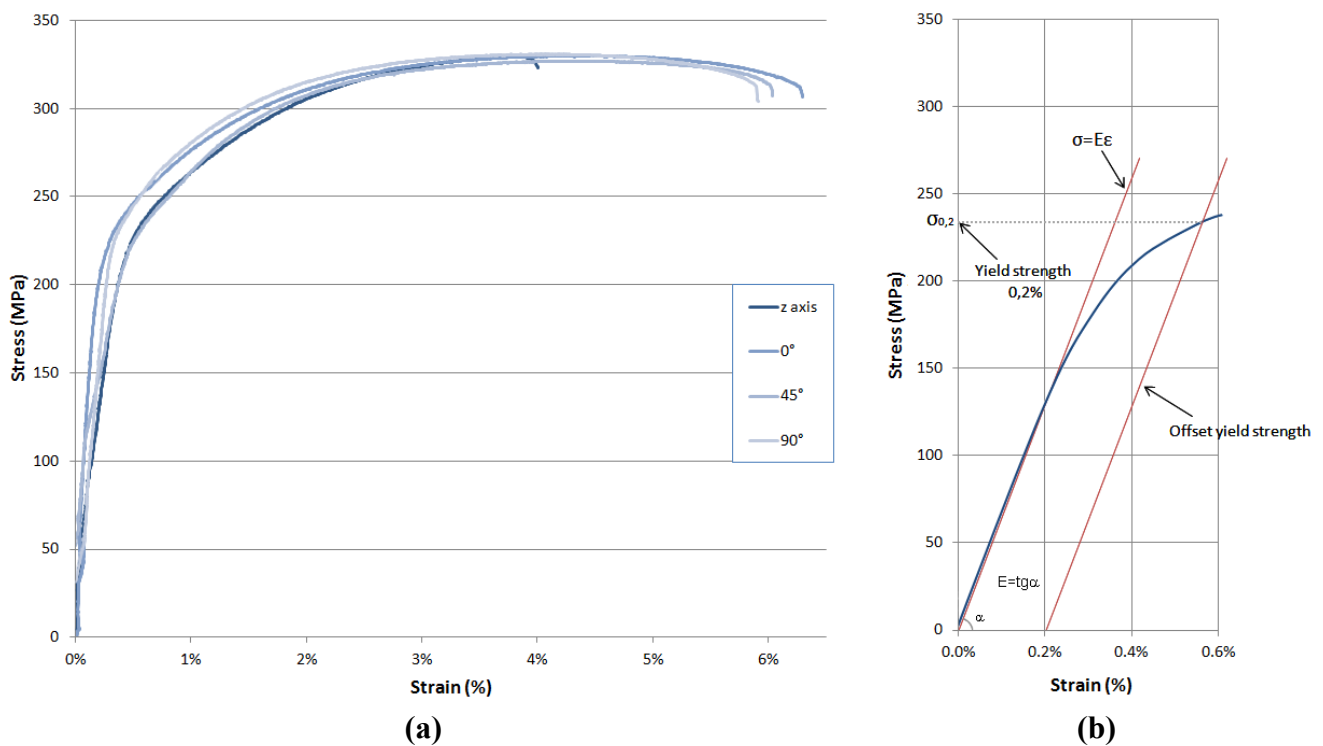 350
300
250
200
150
100
50
0
Stress (MPa)
0%
1%
2%
3%
4%
5%
6%
Strain (%)
z axis
0°
45°
90°
(a)
350
300
250
200
150
100
50
0
Stress (MPa)
σ=Eε
σ0,2
Yield strength
0,2%
Offset yield strength
E=tgα
α
0.0%
0.2%
0.4%
0.6%
Strain (%)
(b)